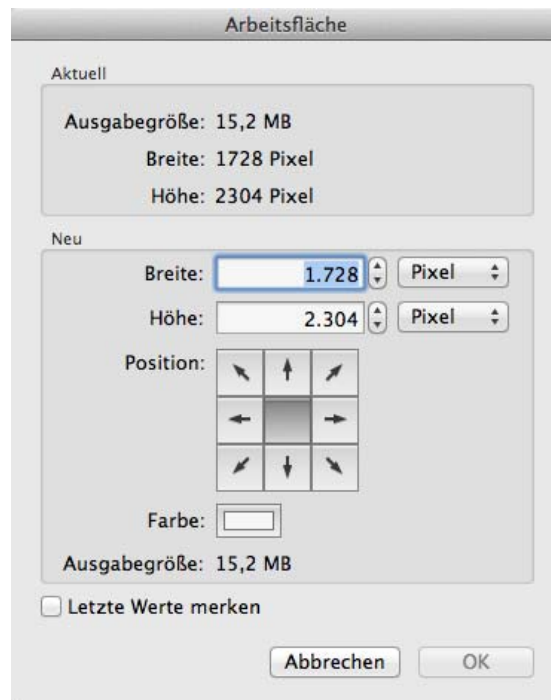 Arbeitsfläche
Aktuell
Ausgabegröße: 15,2 MB
Breite: 1728 Pixel
Höhe: 2304 Pixel
Neu
Breite: 1.728 Pixel
Höhe: 2.304 Pixel
Position:
Farbe:
Ausgabegröße: 15,2 MB
Letzte Werte merken
Abbrechen OK